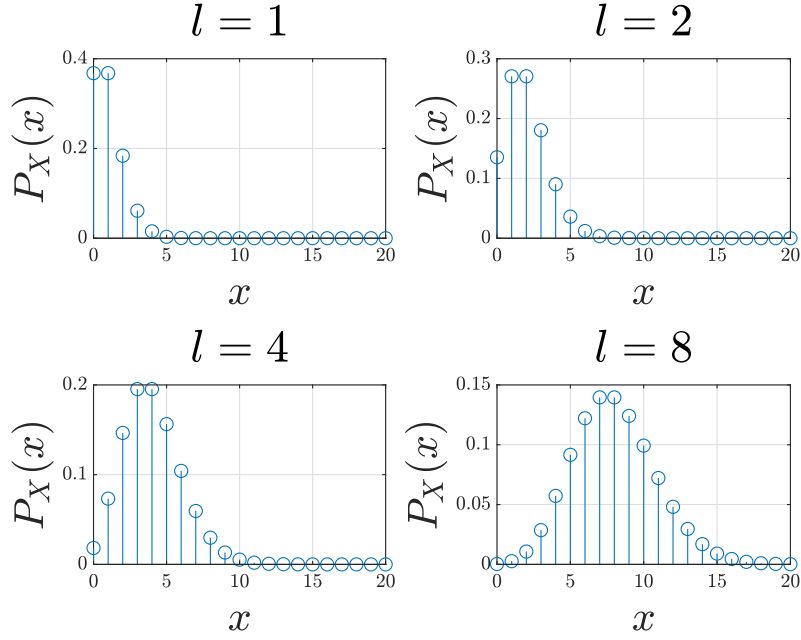 l = 1
l = 2
P_X(x)
0.4
0.2
0
0 5 10 15 20
x
P_X(x)
0.3
0.2
0.1
0
0 5 10 15 20
x
l = 4
l = 8
P_X(x)
0.2
0.1
0
0 5 10 15 20
x
P_X(x)
0.15
0.1
0.05
0
0 5 10 15 20
x